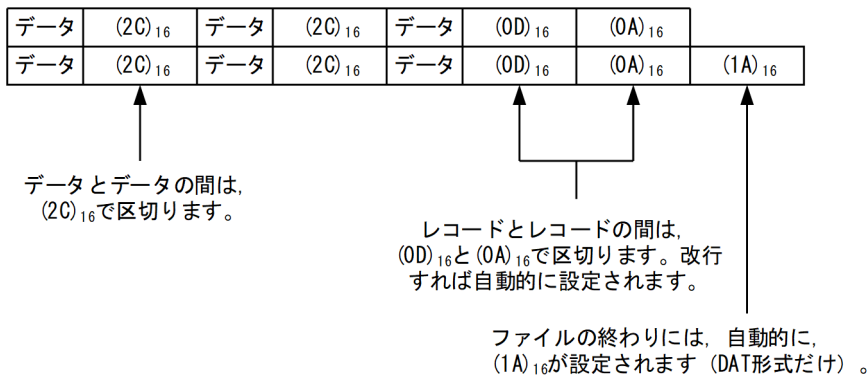 データ (2C)16 データ (2C)16 データ (0D)16 (0A)16
データ (2C)16 データ (2C)16 データ (0D)16 (0A)16 (1A)16
データとデータの間は,
(2C)16で区切ります。
レコードとレコードの間は,
(0D)16と(0A)16で区切ります。改行
すれば自動的に設定されます。
ファイルの終わりには, 自動的に,
(1A)16が設定されます (DAT形式だけ) 。